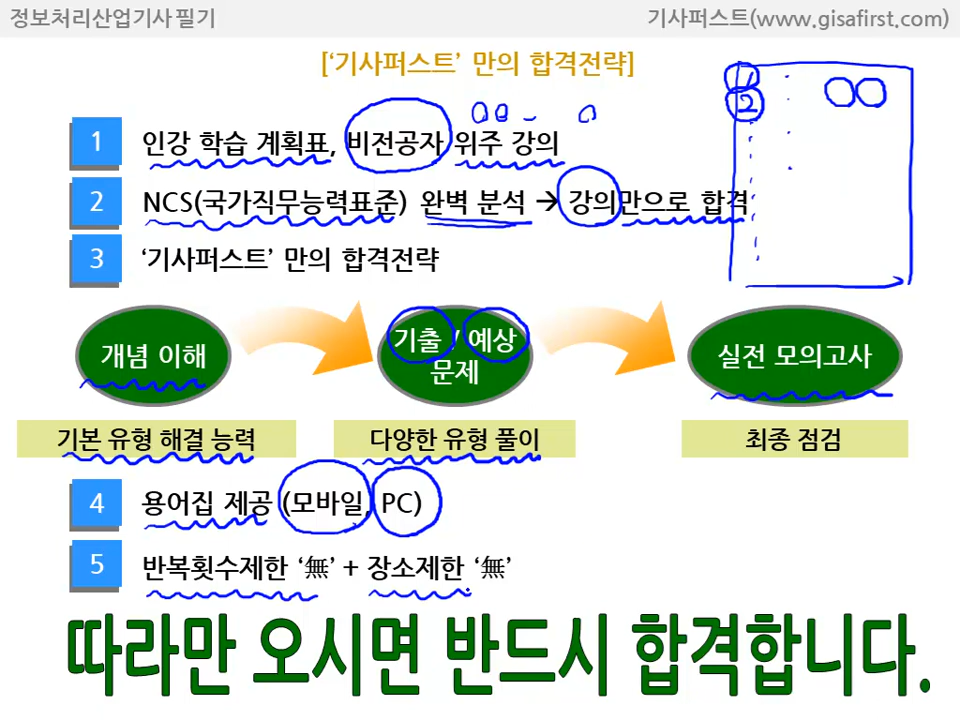 정보처리산업기사 필기
기사퍼스트(www.gisafirst.com)
[‘기사퍼스트’ 만의 합격전략]
1 인강 학습 계획표, 비전공자 위주 강의
2 NCS(국가직무능력표준) 완벽 분석 → 강의만으로 합격
3 ‘기사퍼스트’ 만의 합격전략
개념 이해
기출 / 예상
문제
실전 모의고사
기본 유형 해결 능력
다양한 유형 풀이
최종 점검
4 용어집 제공 (모바일, PC)
5 반복횟수제한 ‘無’ + 장소제한 ‘無’
따라만 오시면 반드시 합격합니다.
1
2